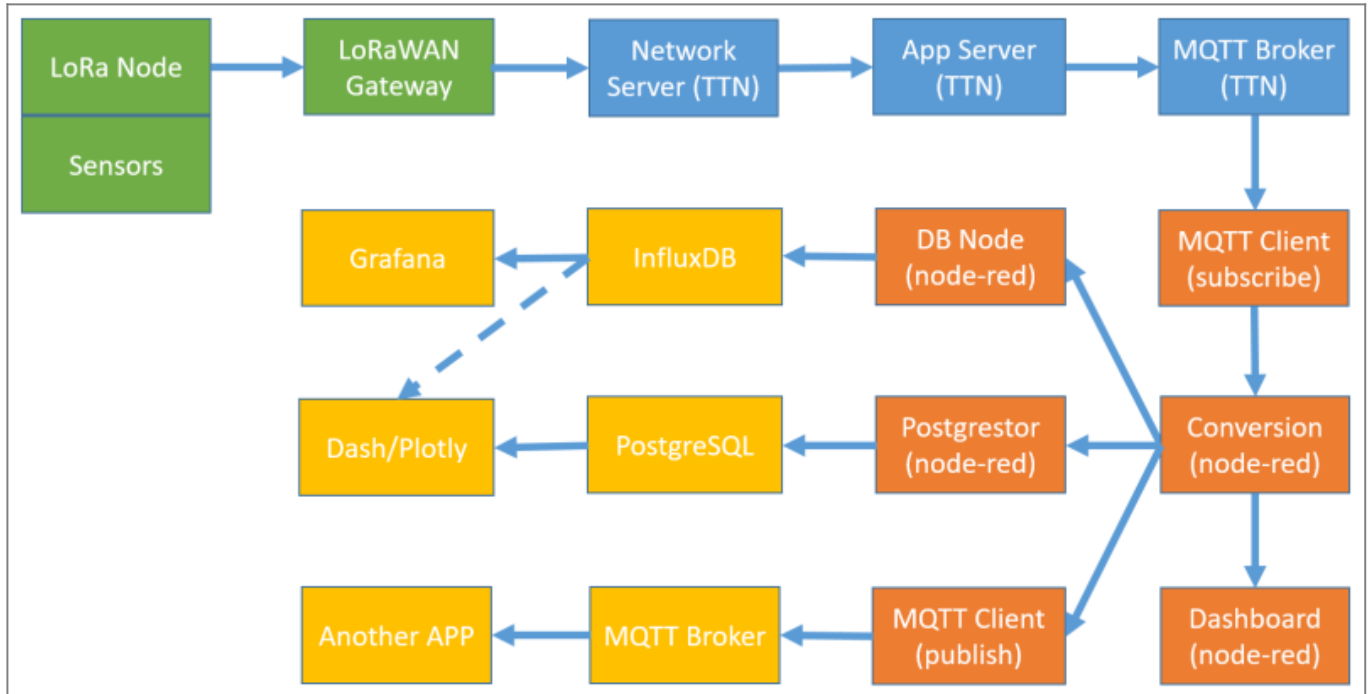 LoRa Node
LoRaWAN
Gateway
Network
Server (TTN)
App Server
(TTN)
MQTT Broker
(TTN)
Sensors
Grafana
InfluxDB
DB Node
(node-red)
MQTT Client
(subscribe)
Dash/Plotly
PostgreSQL
Postgrestor
(node-red)
Conversion
(node-red)
Another APP
MQTT Broker
MQTT Client
(publish)
Dashboard
(node-red)